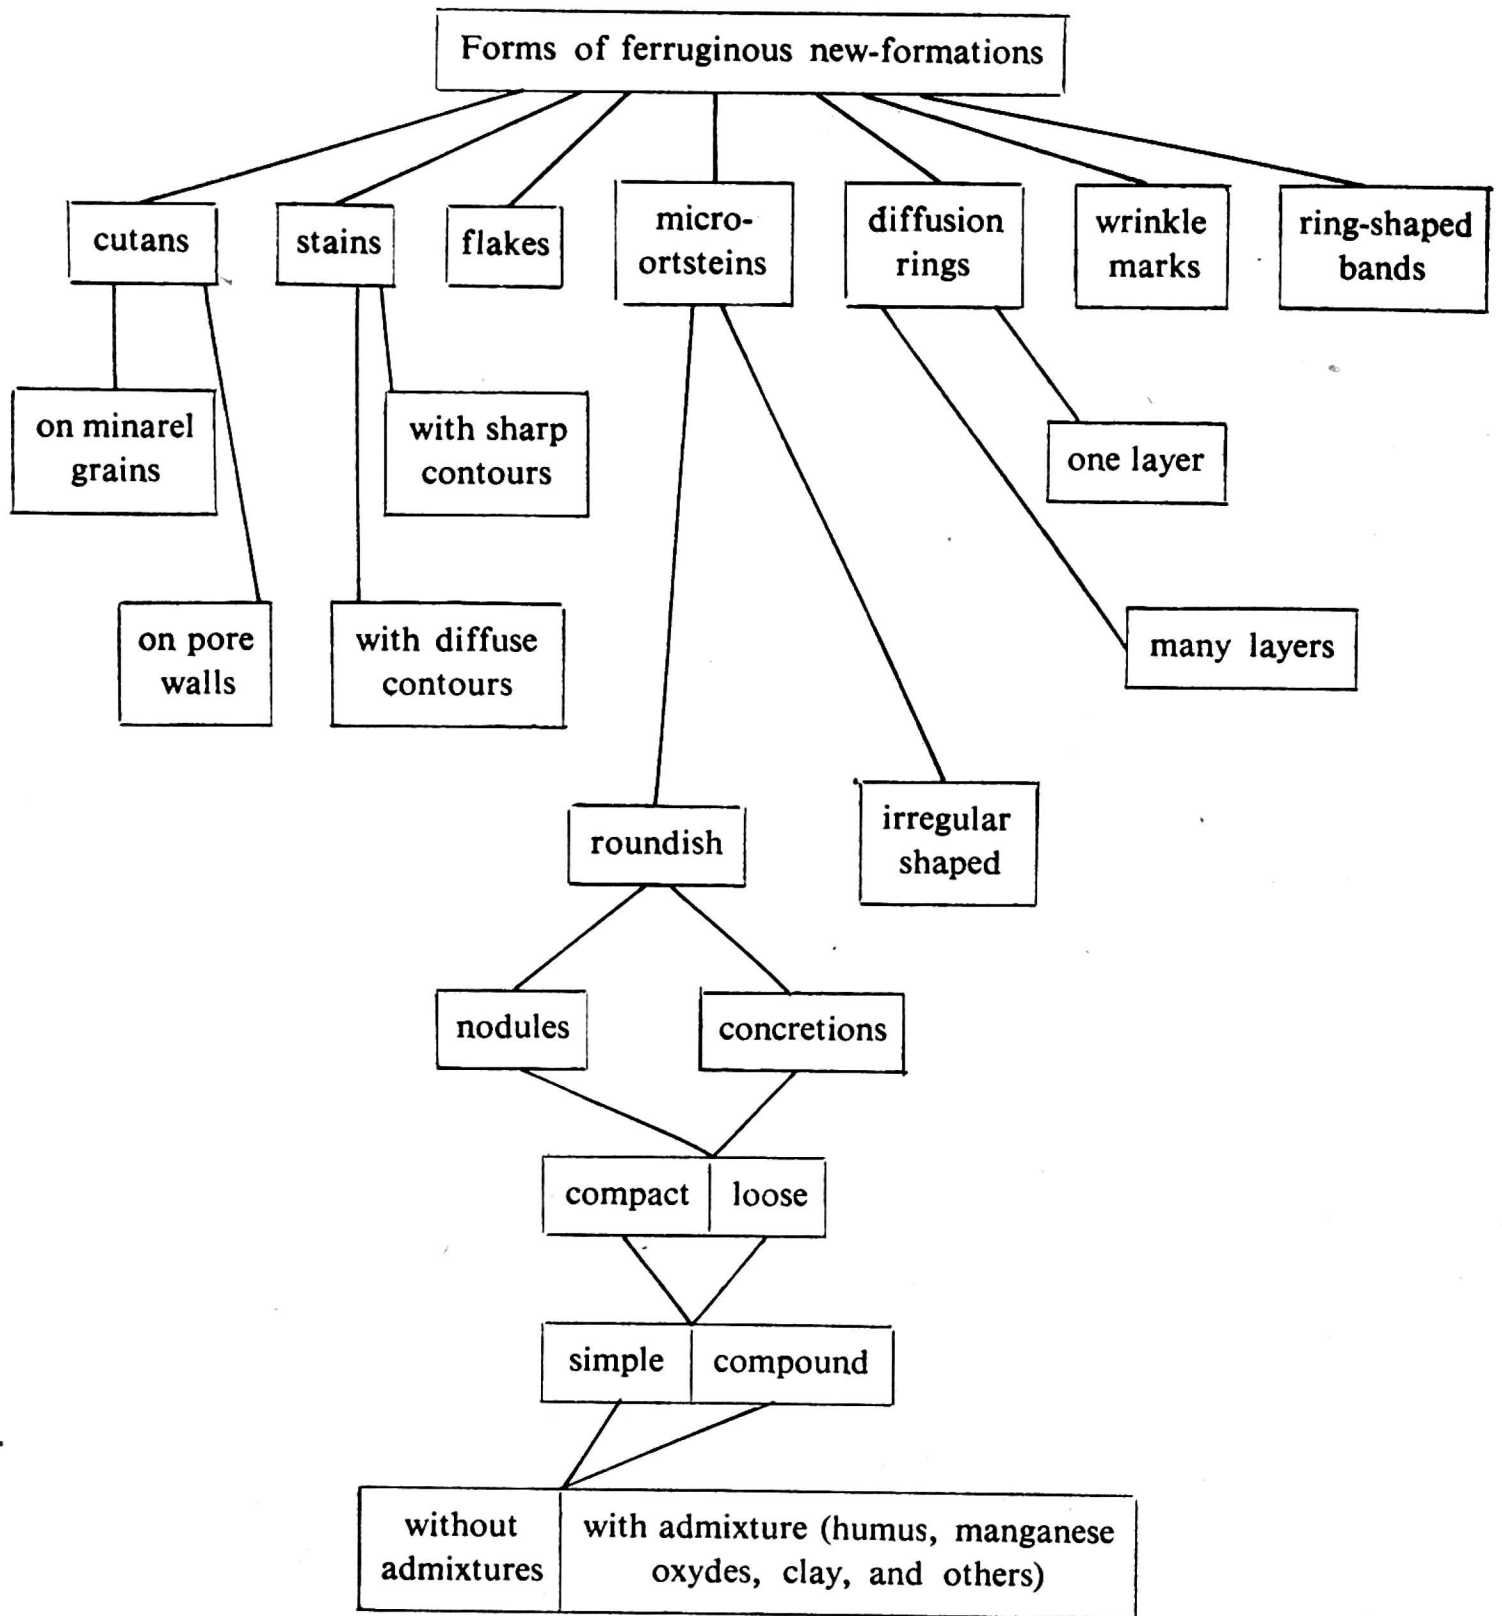 Forms of ferruginous new-formations
cutans
stains
flakes
micro-
ortsteins
diffusion
rings
wrinkle
marks
ring-shaped
bands
on minarel
grains
with sharp
contours
one layer
on pore
walls
with diffuse
contours
many layers
roundish
irregular
shaped
nodules
concretions
compact
loose
simple
compound
without
admixtures
with admixture (humus, manganese
oxydes, clay, and others)